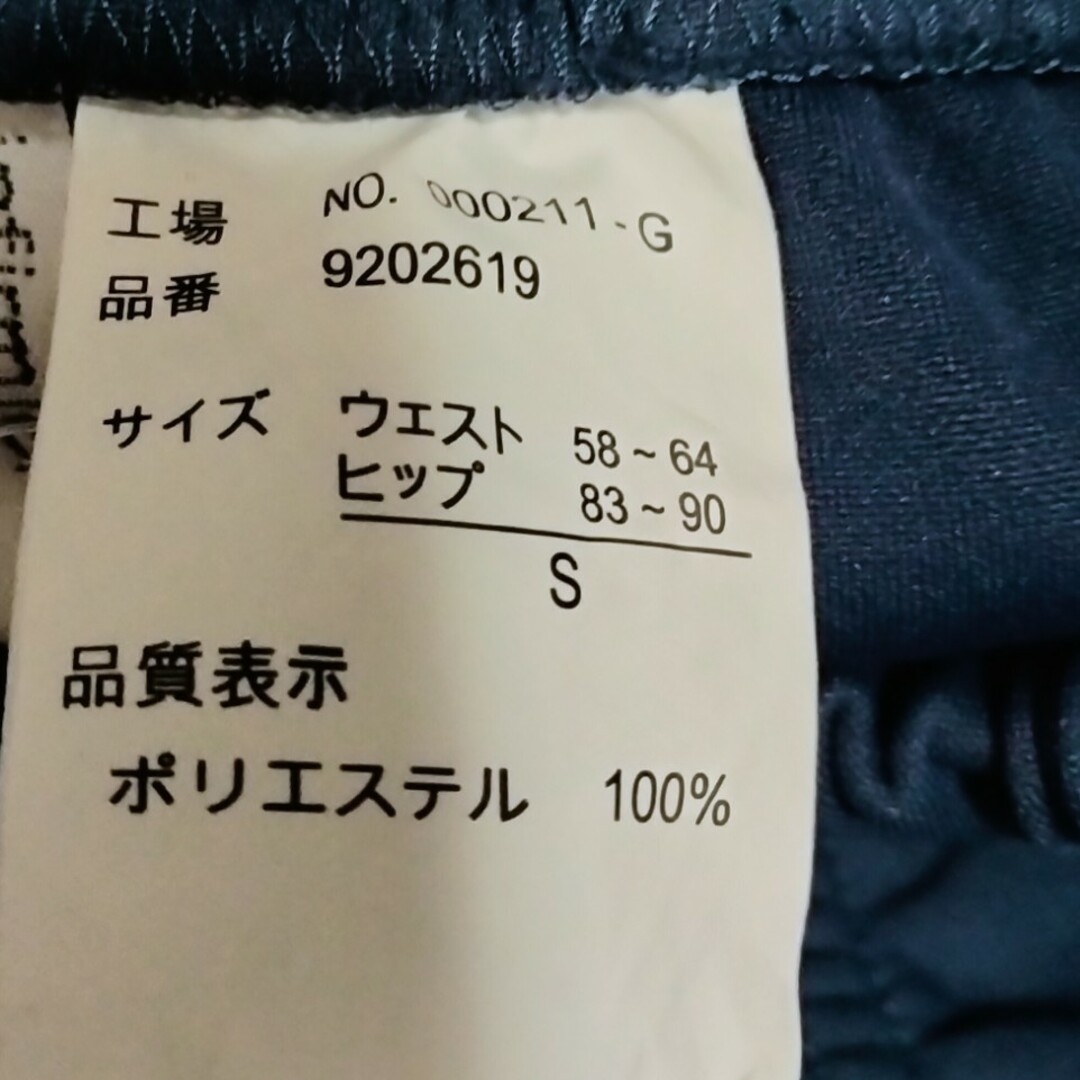 工場 NO. 000211-G
品番 9202619
サイズ ウェスト 58~64
ヒップ 83~90
S
品質表示
ポリエステル 100%